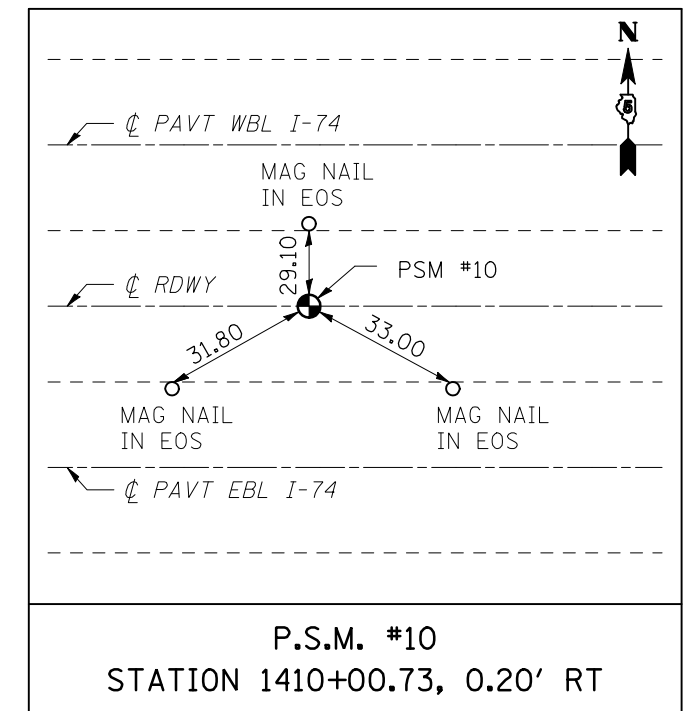 N
5
℄ PAVT WBL I-74
MAG NAIL
IN EOS
29.10
℄ RDWY
PSM #10
31.80
33.00
MAG NAIL
IN EOS
MAG NAIL
IN EOS
℄ PAVT EBL I-74
P.S.M. #10
STATION 1410+00.73, 0.20' RT